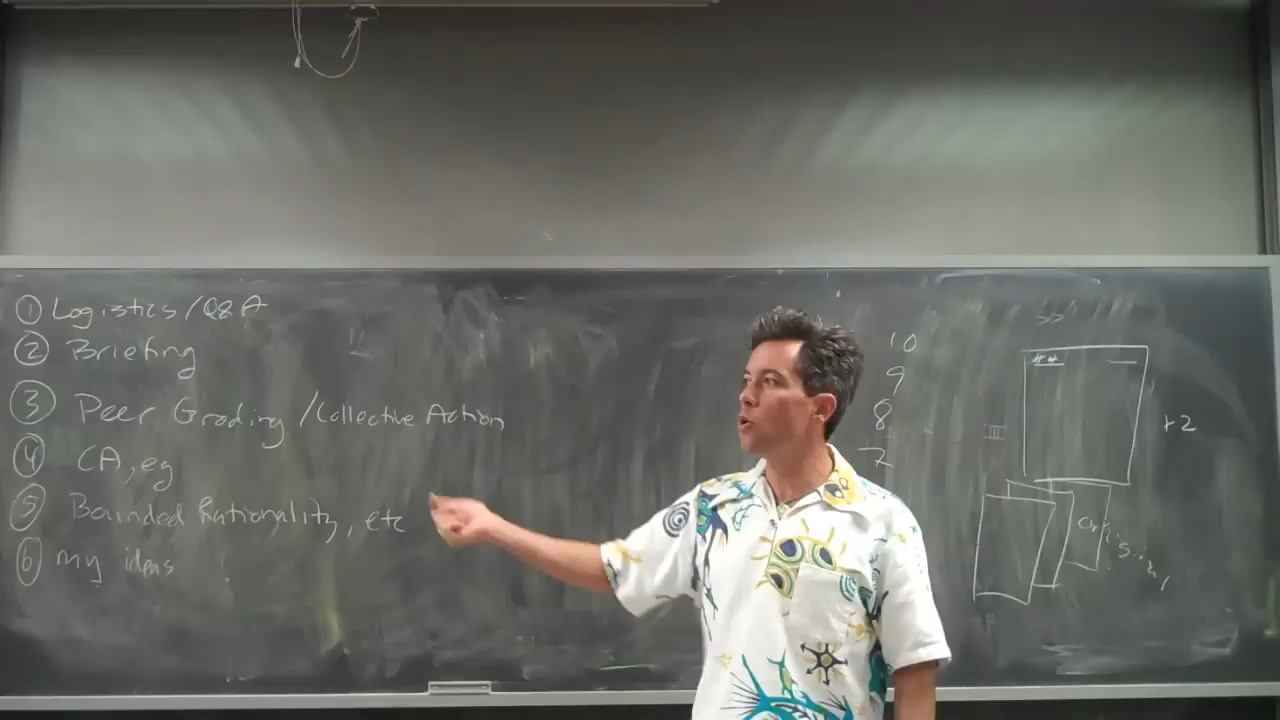 ① Logistics/Q&A
② Briefing
③ Peer Grading/Collective Action
④ CA, eg
⑤ Bounded Rationality, etc
⑥ my ideas
10
9
8
7
+2